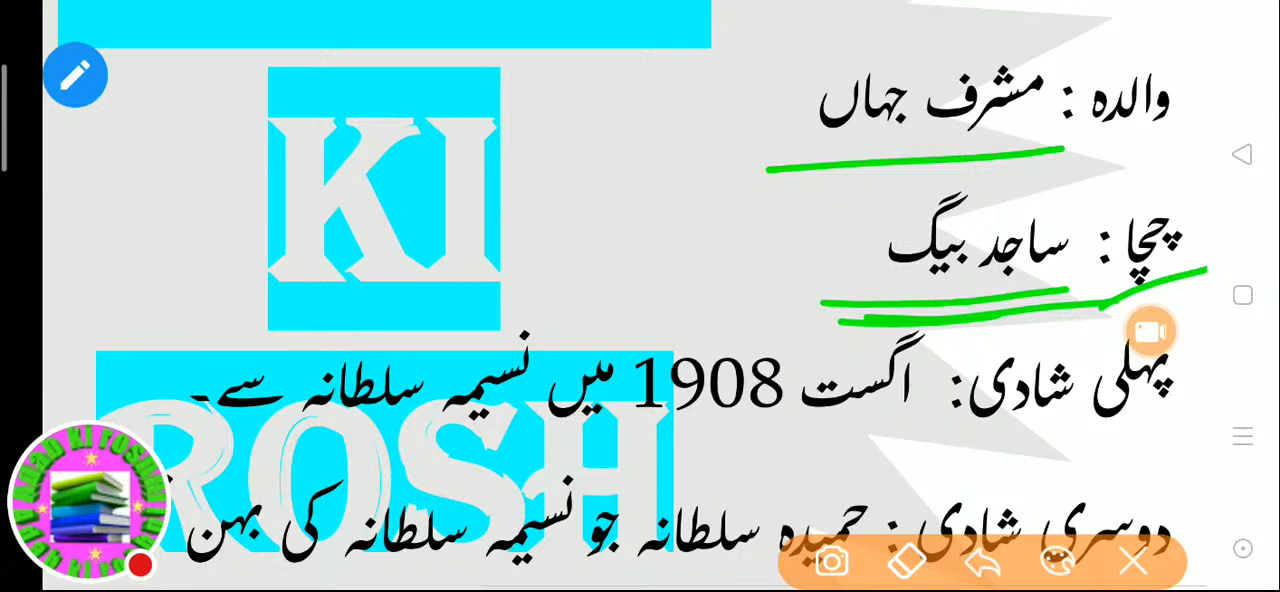 والدہ : مشرف جہاں
چچا : ساجد بیگ
پہلی شادی: اگست 1908 میں نسیمہ سلطانہ سے۔
دوسری شادی : حمیدہ سلطانہ جو نسیمہ سلطانہ کی بہن
KI
ROSH